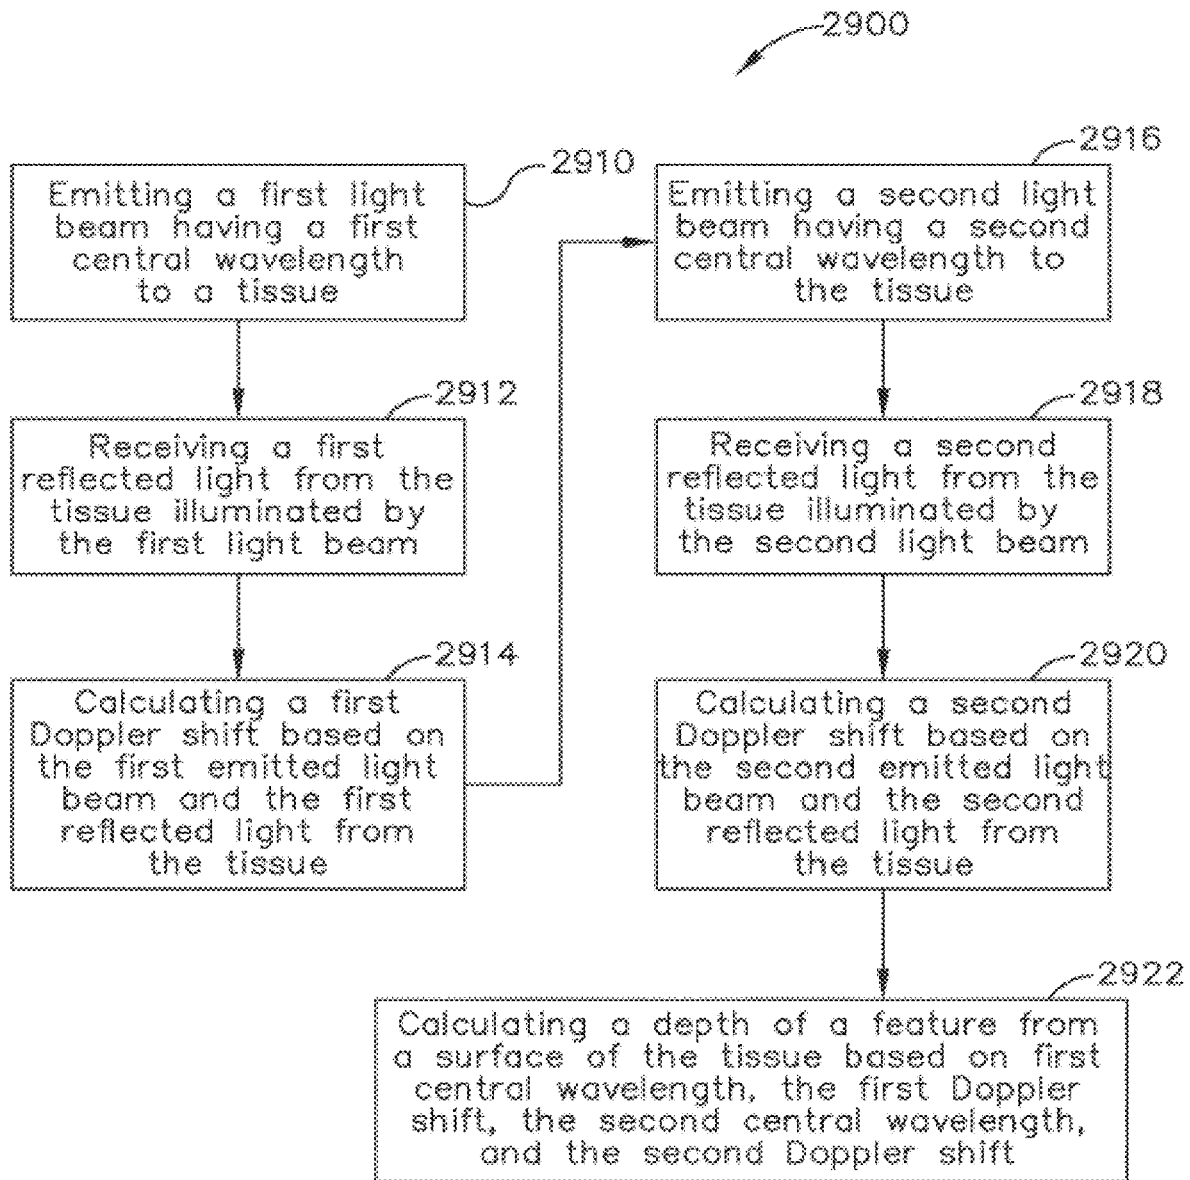 2900
2910
Emitting a first light
beam having a first
central wavelength
to a tissue
2912
Receiving a first
reflected light from the
tissue illuminated by
the first light beam
2914
Calculating a first
Doppler shift based on
the first emitted light
beam and the first
reflected light from
the tissue
2916
Emitting a second light
beam having a second
central wavelength to
the tissue
2918
Receiving a second
reflected light from the
tissue illuminated by
the second light beam
2920
Calculating a second
Doppler shift based on
the second emitted light
beam and the second
reflected light from
the tissue
2922
Calculating a depth of a feature from
a surface of the tissue based on first
central wavelength, the first Doppler
shift, the second central wavelength,
and the second Doppler shift